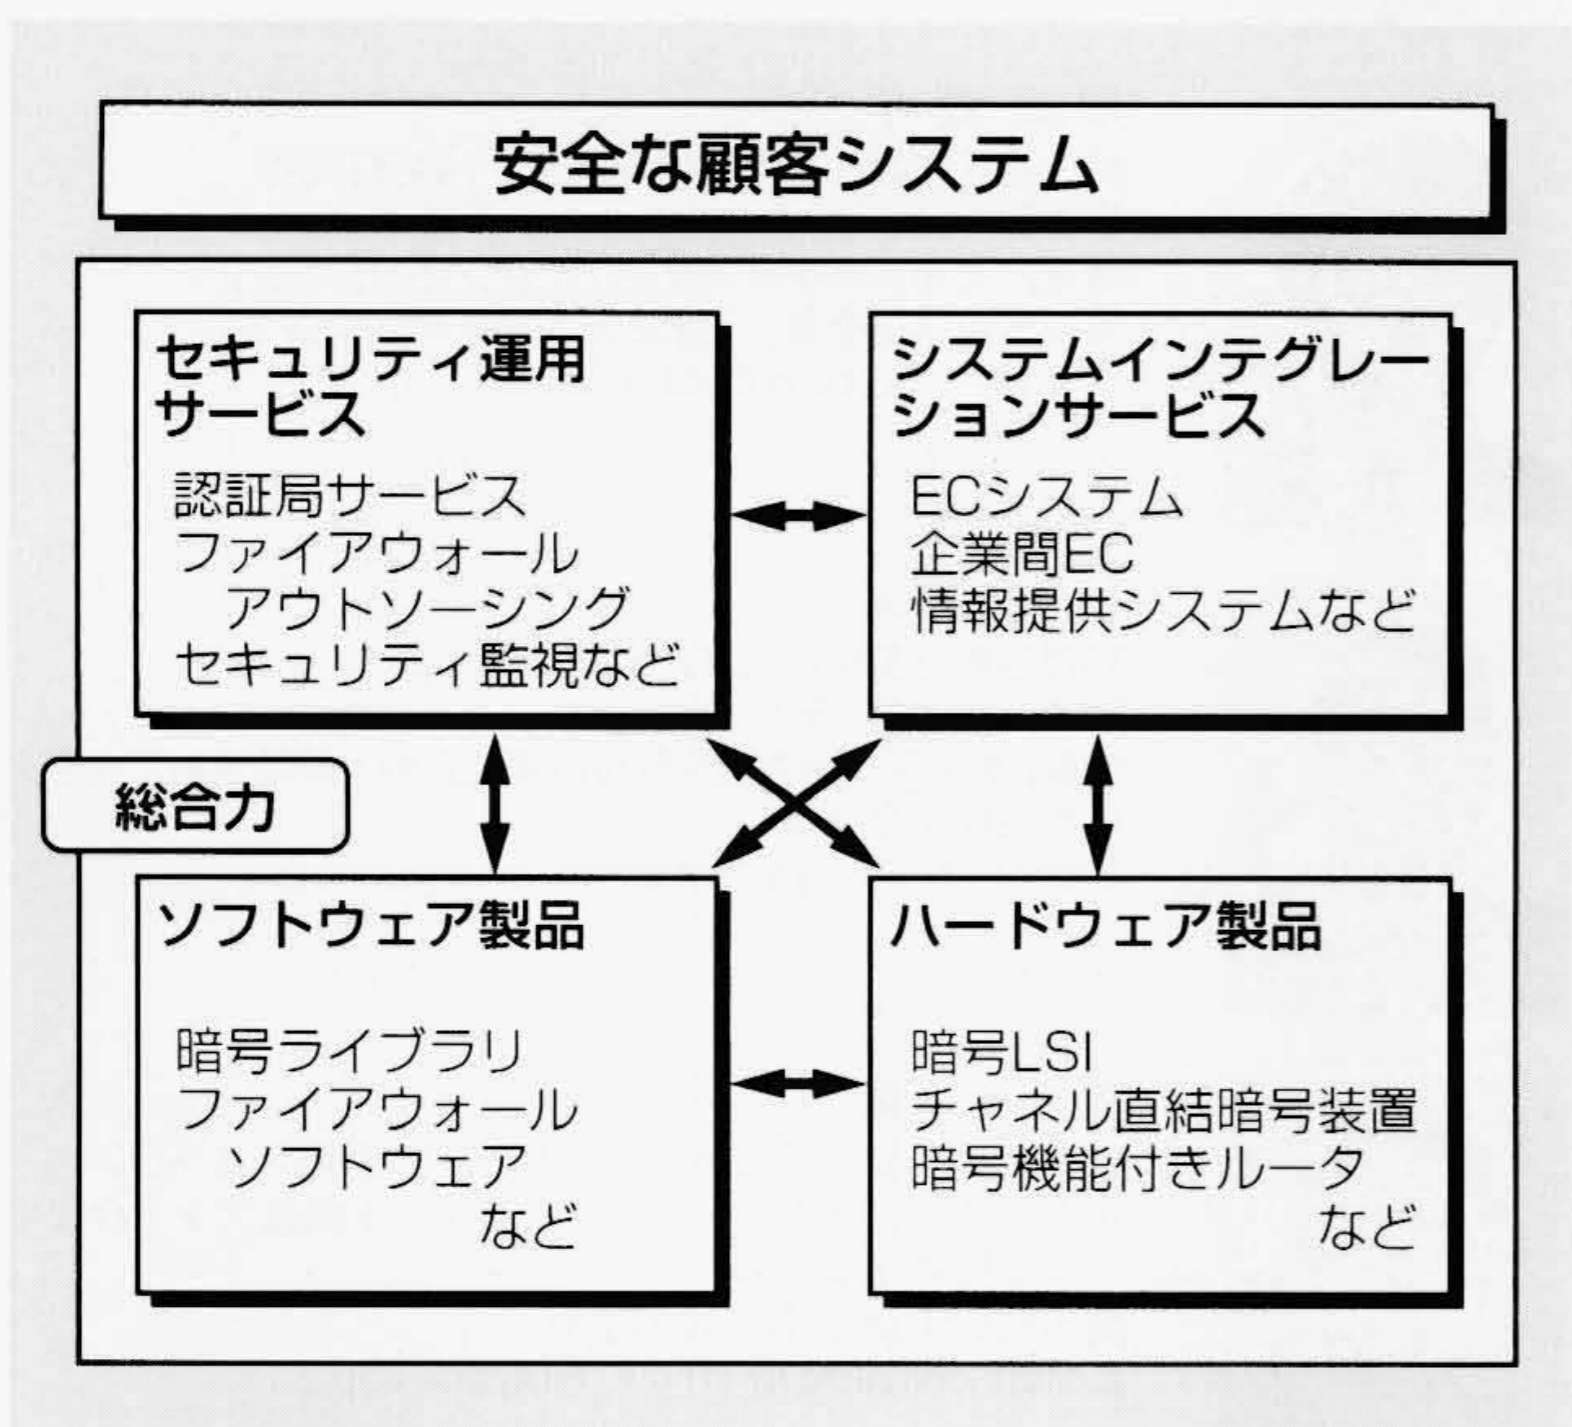 安全な顧客システム
セキュリティ運用
サービス
認証局サービス
ファイアウォール
アウトソーシング
セキュリティ監視など
システムインテグレー
ションサービス
ECシステム
企業間EC
情報提供システムなど
総合力
ソフトウェア製品
暗号ライブラリ
ファイアウォール
ソフトウェア
など
ハードウェア製品
暗号LSI
チャネル直結暗号装置
暗号機能付きルータ
など